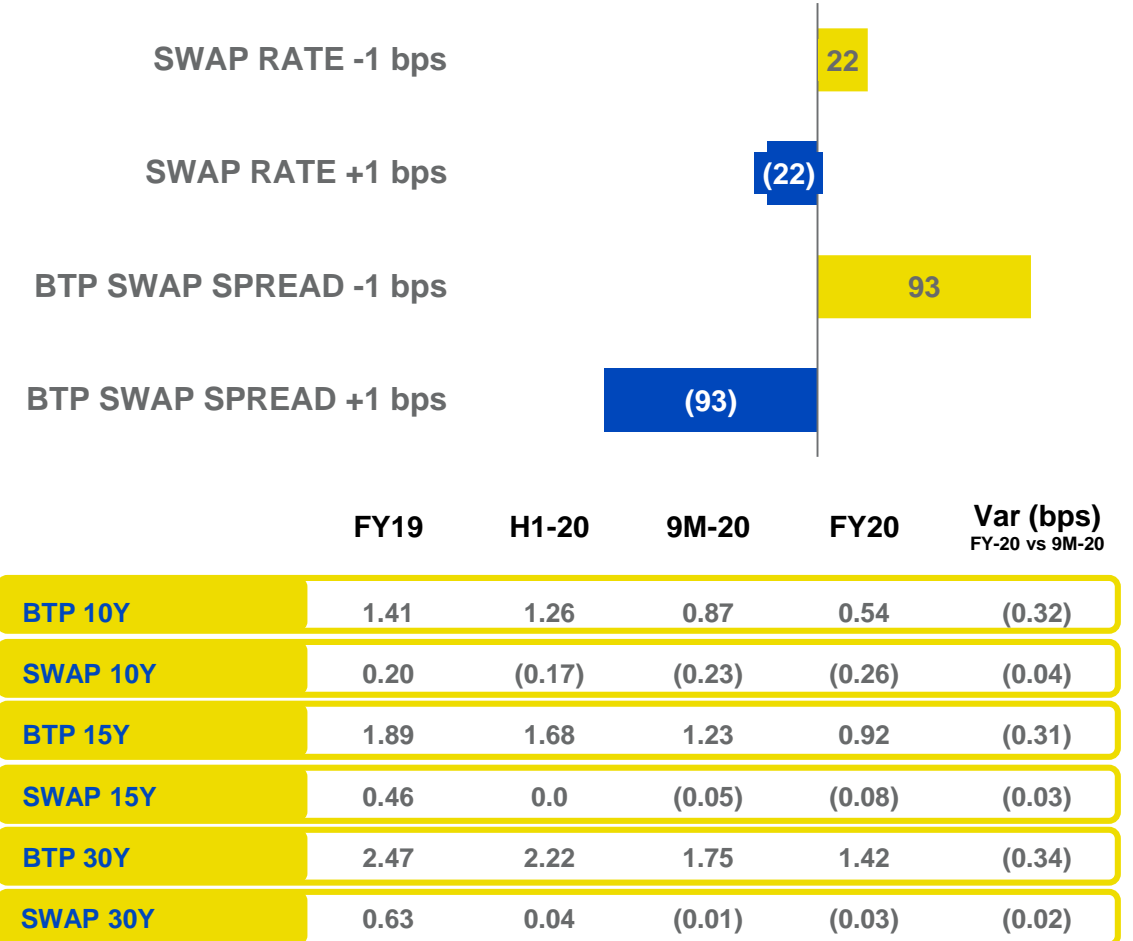 SWAP RATE -1 bps 22
SWAP RATE +1 bps (22)
BTP SWAP SPREAD -1 bps 93
BTP SWAP SPREAD +1 bps (93)
FY19 H1-20 9M-20 FY20 Var (bps)
FY-20 vs 9M-20
BTP 10Y 1.41 1.26 0.87 0.54 (0.32)
SWAP 10Y 0.20 (0.17) (0.23) (0.26) (0.04)
BTP 15Y 1.89 1.68 1.23 0.92 (0.31)
SWAP 15Y 0.46 0.0 (0.05) (0.08) (0.03)
BTP 30Y 2.47 2.22 1.75 1.42 (0.34)
SWAP 30Y 0.63 0.04 (0.01) (0.03) (0.02)